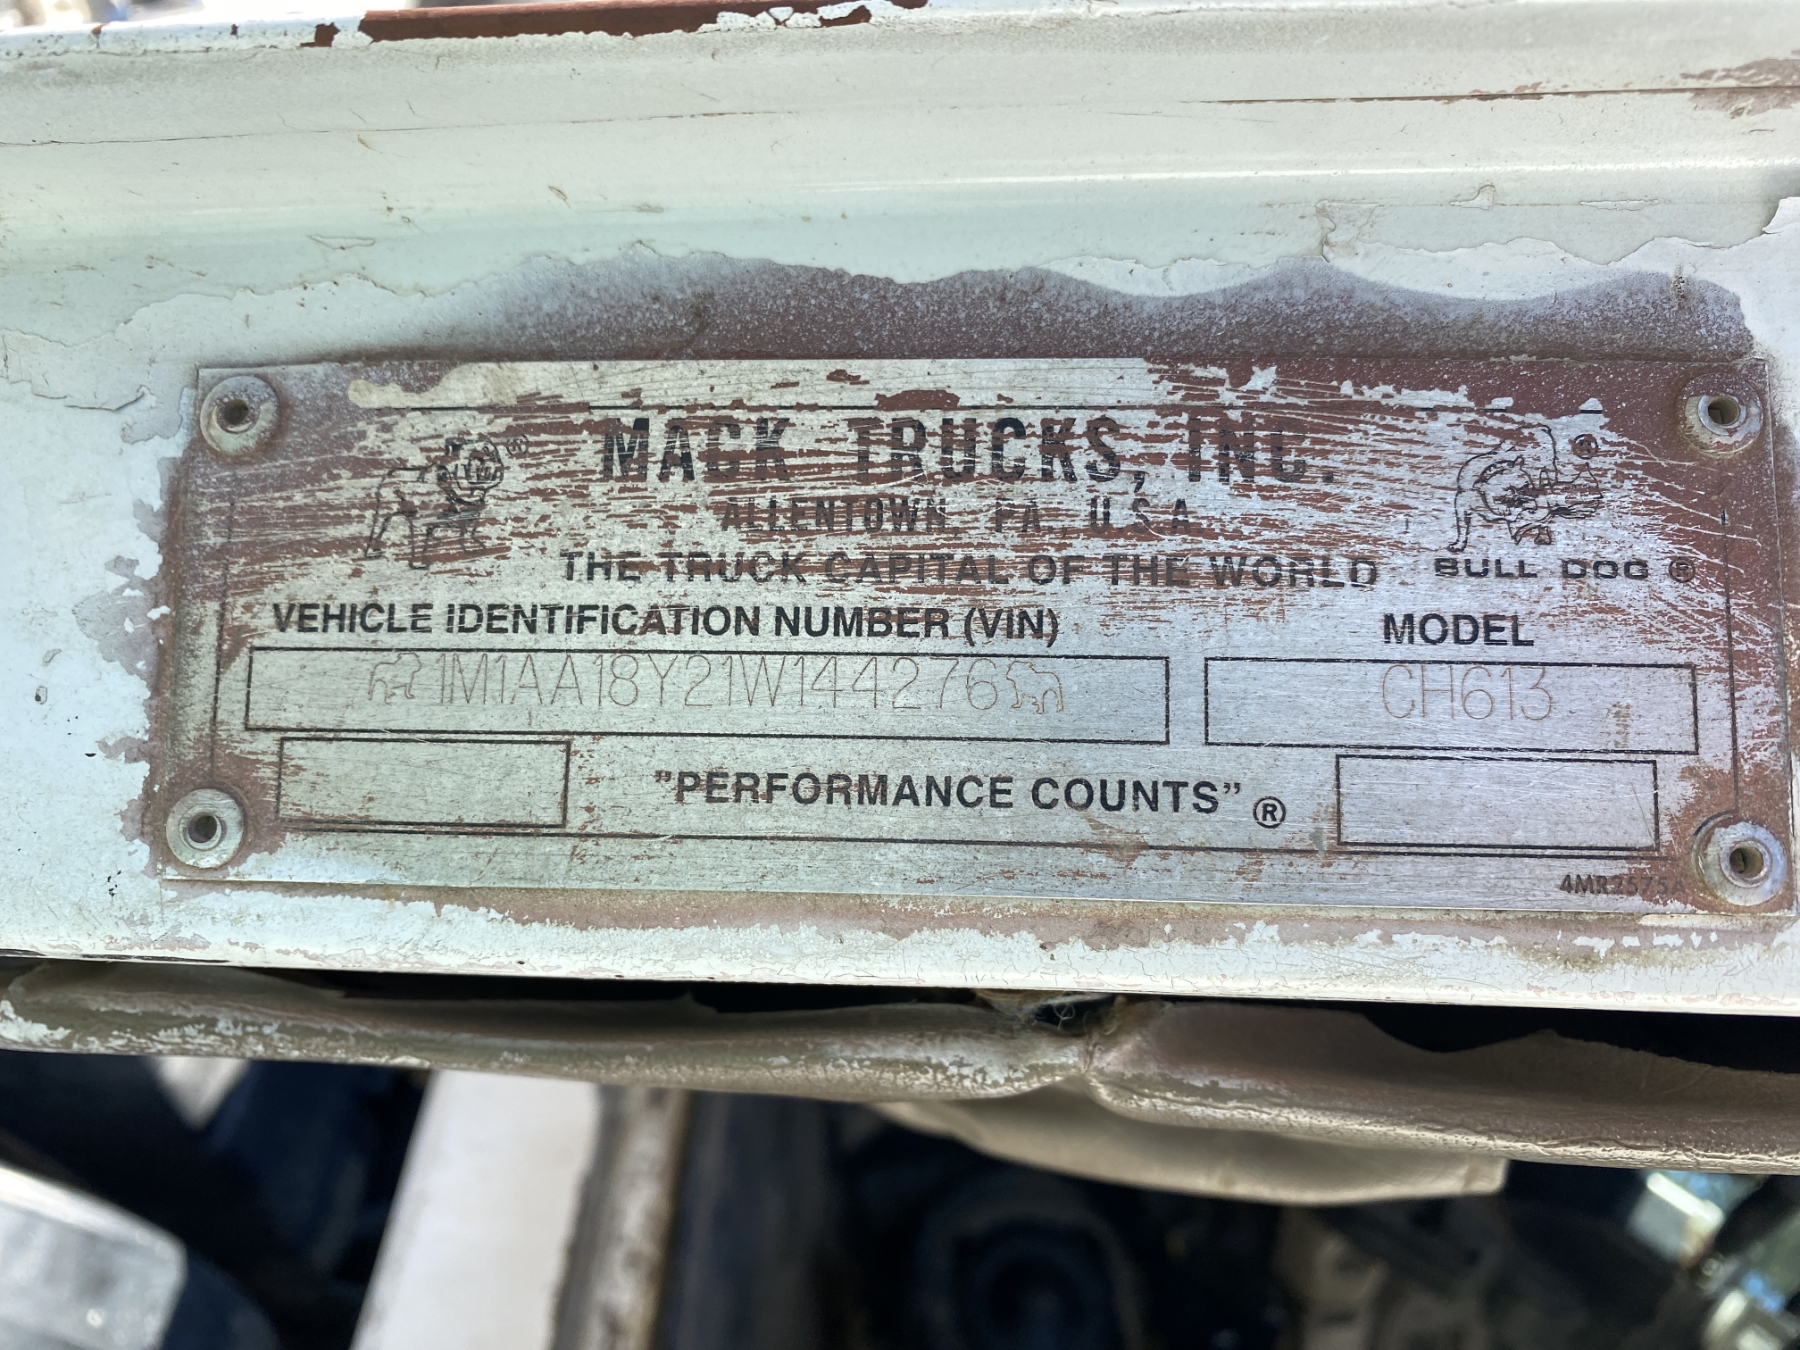 MACK TRUCKS, INC.
ALLENTOWN, PA., U.S.A.
THE TRUCK CAPITAL OF THE WORLD
® BULL DOG ®
®
VEHICLE IDENTIFICATION NUMBER (VIN)
MODEL
1M1AA18Y21W144276
CH613
"PERFORMANCE COUNTS" ®
4MR2575A